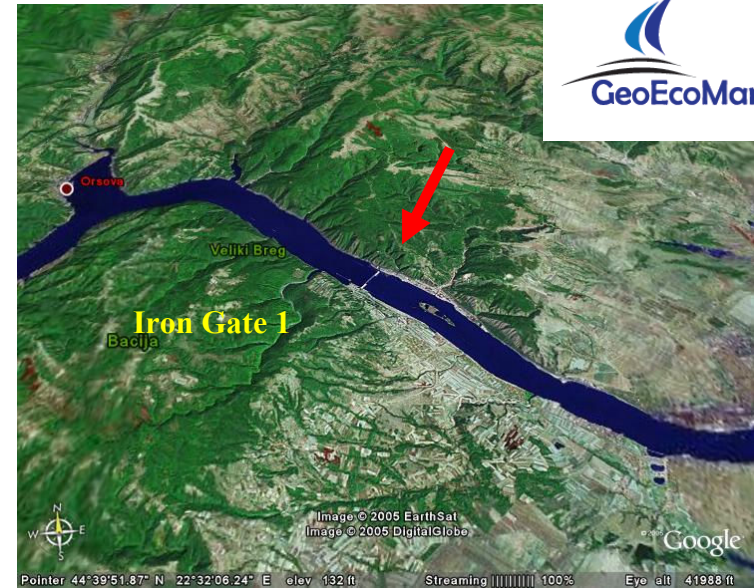 GeoEcoMar
Orsova
Veliki Breg
Iron Gate 1
Bacija
N
W E
S
Image © 2005 EarthSat
Image © 2005 DigitalGlobe
Google
Pointer 44°39'51.87" N 22°32'06.24" E elev 132 ft Streaming |||||||||| 100% Eye alt 41988 ft